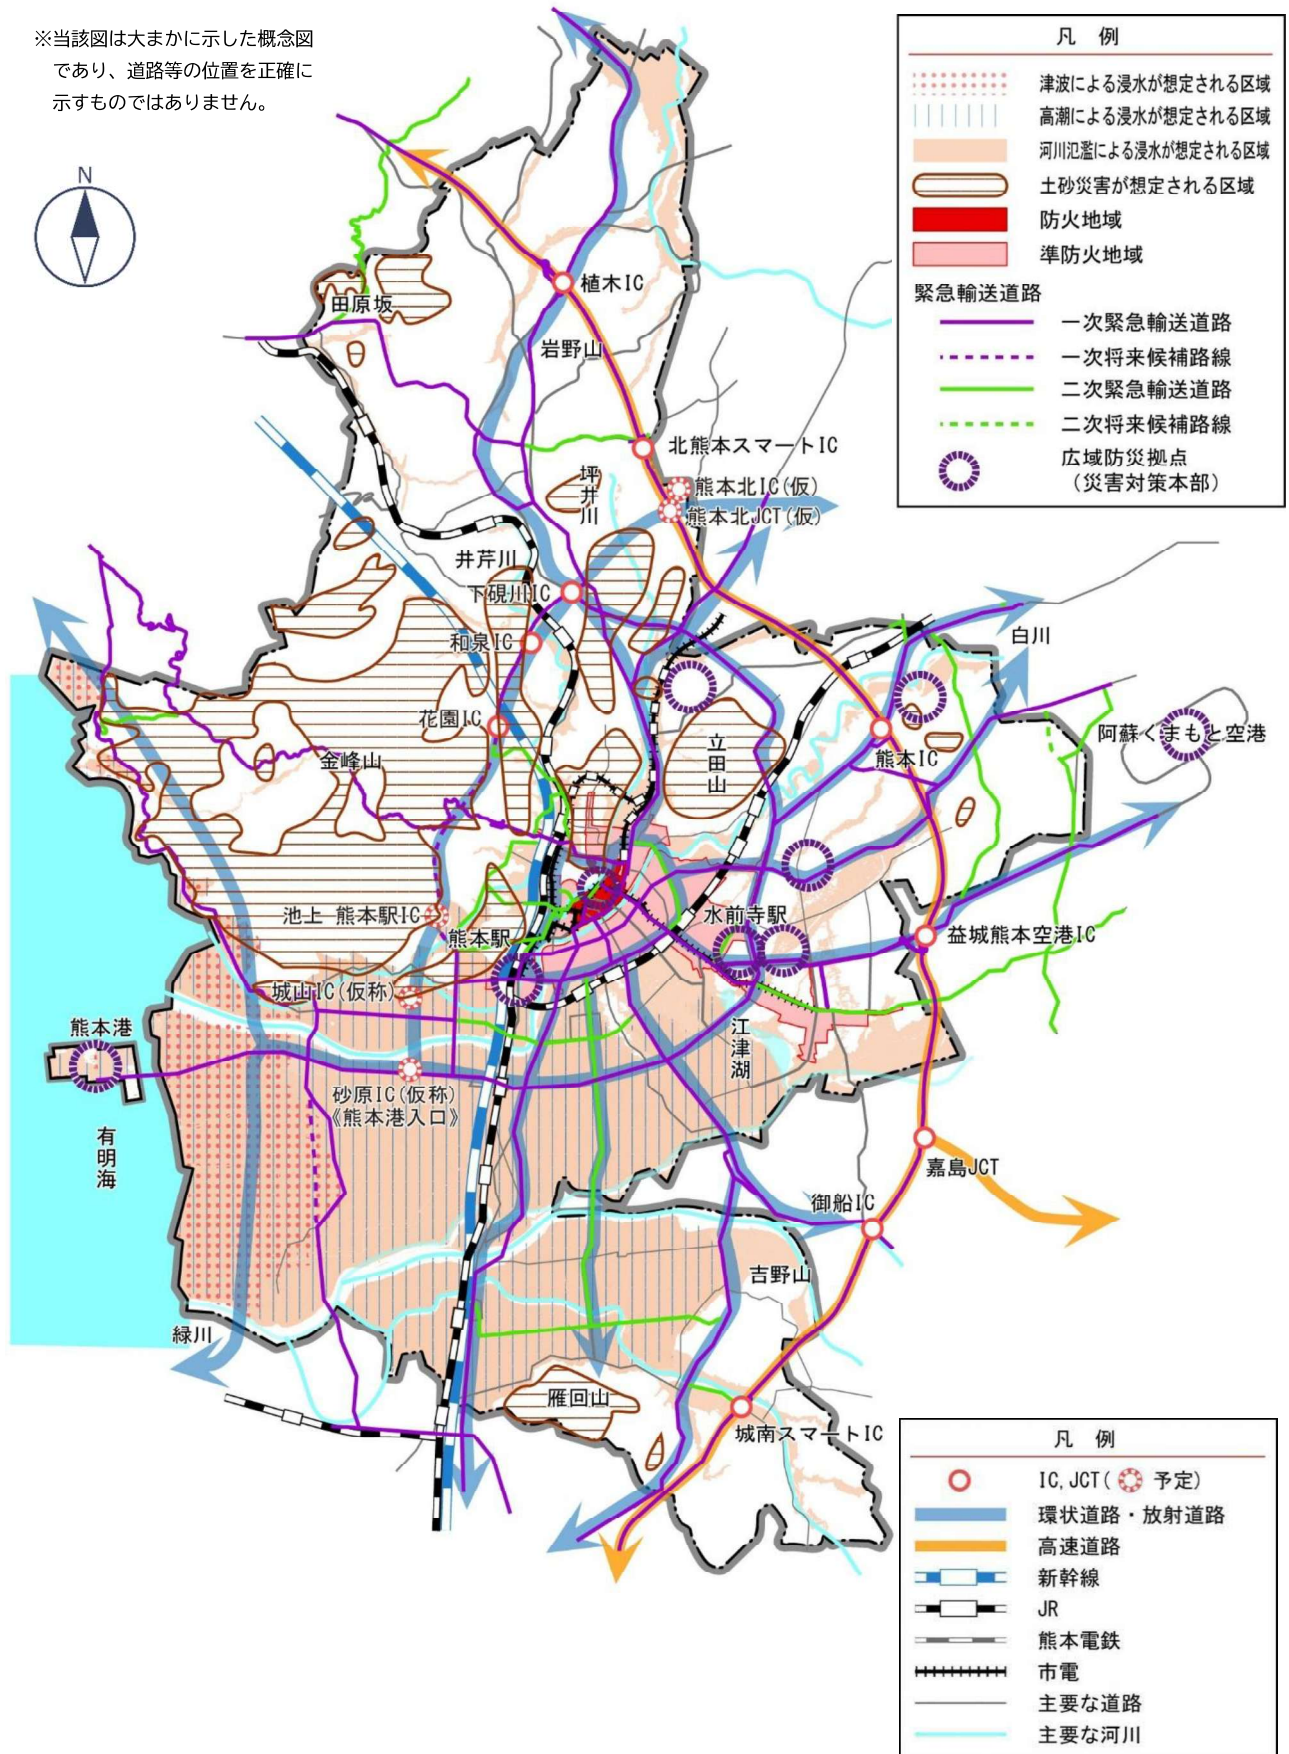 ※当該図は大まかに示した概念図
であり、道路等の位置を正確に
示すものではありません。
N
凡 例
津波による浸水が想定される区域
高潮による浸水が想定される区域
河川氾濫による浸水が想定される区域
土砂災害が想定される区域
防火地域
準防火地域
緊急輸送道路
一次緊急輸送道路
一次将来候補路線
二次緊急輸送道路
二次将来候補路線
広域防災拠点
(災害対策本部)
植木IC
田原坂
岩野山
北熊本スマートIC
坪井川
熊本北IC(仮)
熊本北JCT(仮)
井芹川
下硯川IC
和泉IC
白川
花園IC
立田山
阿蘇くまもと空港
金峰山
熊本IC
池上 熊本駅IC
水前寺駅
熊本駅
益城熊本空港IC
城山IC(仮称)
熊本港
江津湖
砂原IC(仮称)
《熊本港入口》
有明海
嘉島JCT
御船IC
吉野山
緑川
雁回山
城南スマートIC
凡 例
IC,JCT( 予定)
環状道路・放射道路
高速道路
新幹線
JR
熊本電鉄
市電
主要な道路
主要な河川